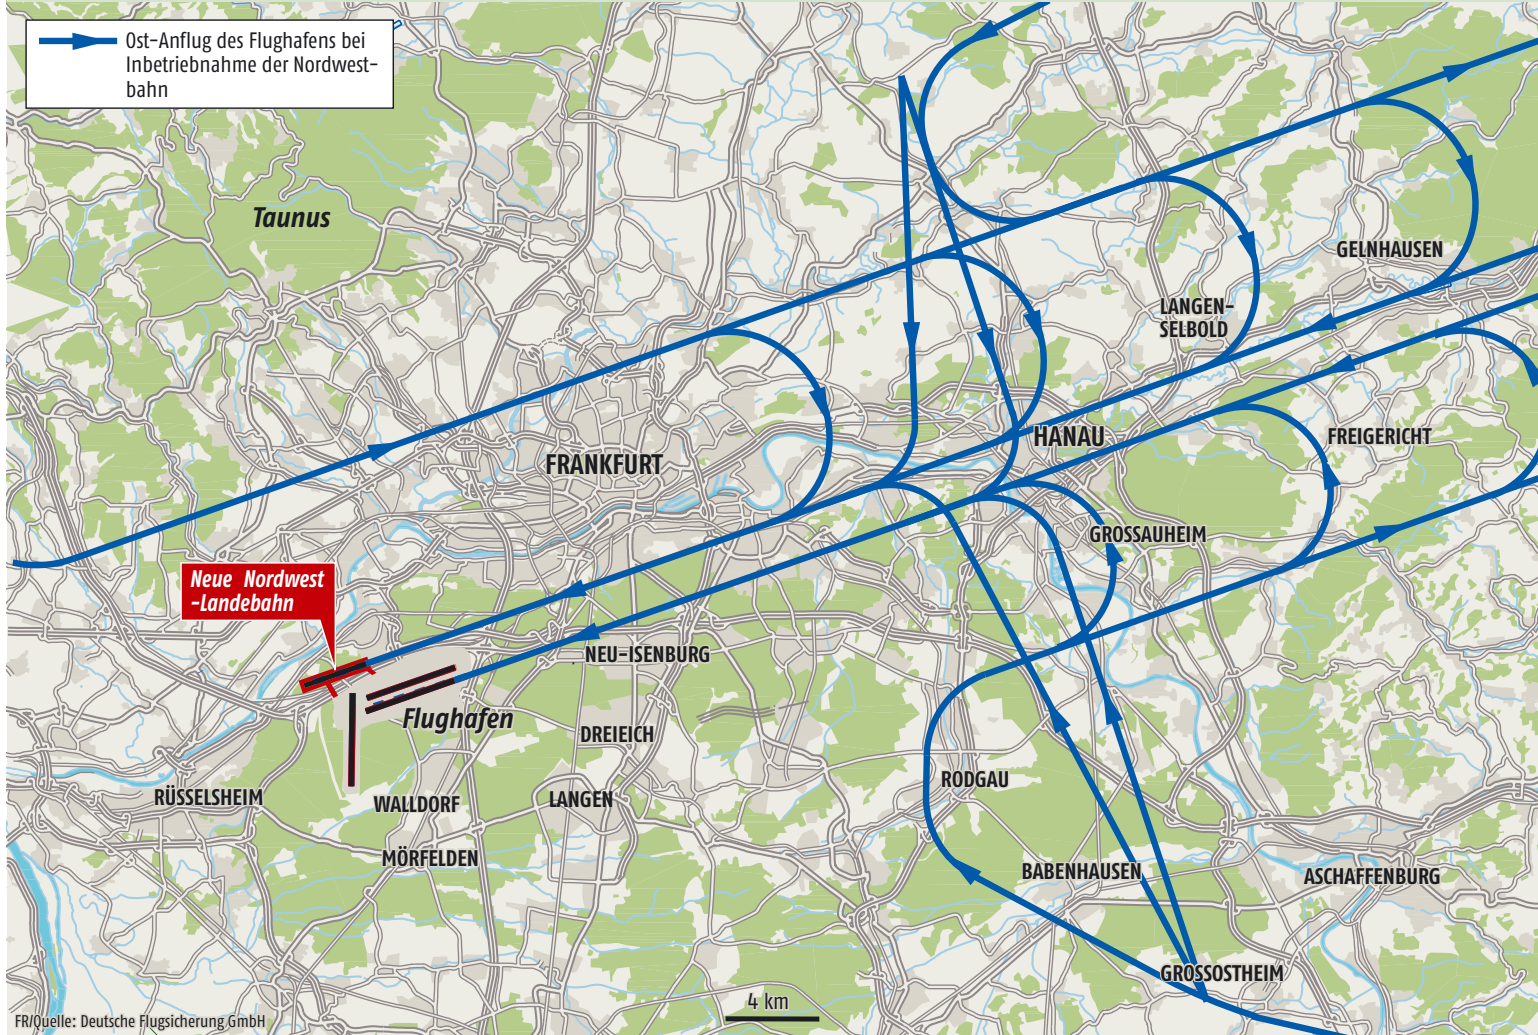 Ost-Anflug des Flughafens bei
Inbetriebnahme der Nordwest-
bahn
Taunus
GELNHAUSEN
LANGEN-
SELBOLD
HANAU
FREIGERICHT
FRANKFURT
GROSSAUHEIM
Neue Nordwest
-Landebahn
NEU-ISENBURG
Flughafen
DREIEICH
RODGAU
RÜSSELSHEIM
WALLDORF
LANGEN
MÖRFELDEN
BABENHAUSEN
ASCHAFFENBURG
GROSSOSTHEIM
4 km
FR/Quelle: Deutsche Flugsicherung GmbH